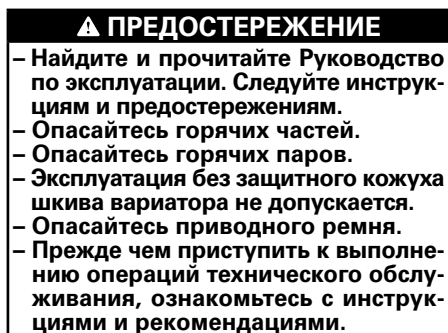 ⚠ ПРЕДОСТЕРЕЖЕНИЕ
– Найдите и прочитайте Руководство
по эксплуатации. Следуйте инструк-
циям и предостережениям.
– Опасайтесь горячих частей.
– Опасайтесь горячих паров.
– Эксплуатация без защитного кожуха
шкива вариатора не допускается.
– Опасайтесь приводного ремня.
– Прежде чем приступить к выполне-
нию операций технического обслу-
живания, ознакомьтесь с инструк-
циями и рекомендациями.